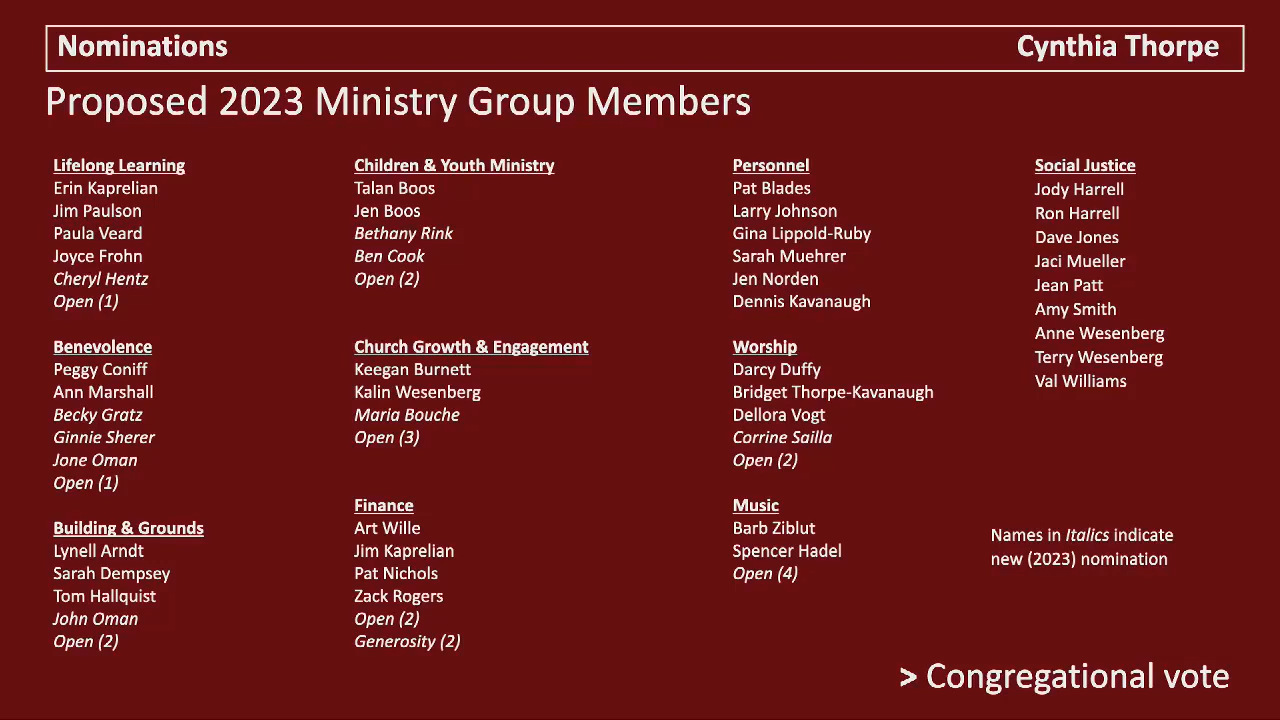 Nominations
Cynthia Thorpe
Proposed 2023 Ministry Group Members
Lifelong Learning
Erin Kaprelian
Jim Paulson
Paula Veard
Joyce Frohn
Cheryl Hentz
Open (1)
Benevolence
Peggy Coniff
Ann Marshall
Becky Gratz
Ginnie Sherer
Jone Oman
Open (1)
Building & Grounds
Lynell Arndt
Sarah Dempsey
Tom Hallquist
John Oman
Open (2)
Children & Youth Ministry
Talan Boos
Jen Boos
Bethany Rink
Ben Cook
Open (2)
Church Growth & Engagement
Keegan Burnett
Kalin Wesenberg
Maria Bouche
Open (3)
Finance
Art Wille
Jim Kaprelian
Pat Nichols
Zack Rogers
Open (2)
Generosity (2)
Personnel
Pat Blades
Larry Johnson
Gina Lippold-Ruby
Sarah Muehrer
Jen Norden
Dennis Kavanaugh
Worship
Darcy Duffy
Bridget Thorpe-Kavanaugh
Dellora Vogt
Corrine Sailla
Open (2)
Music
Barb Ziblut
Spencer Hadel
Open (4)
Social Justice
Jody Harrell
Ron Harrell
Dave Jones
Jaci Mueller
Jean Patt
Amy Smith
Anne Wesenberg
Terry Wesenberg
Val Williams
Names in Italics indicate
new (2023) nomination
> Congregational vote